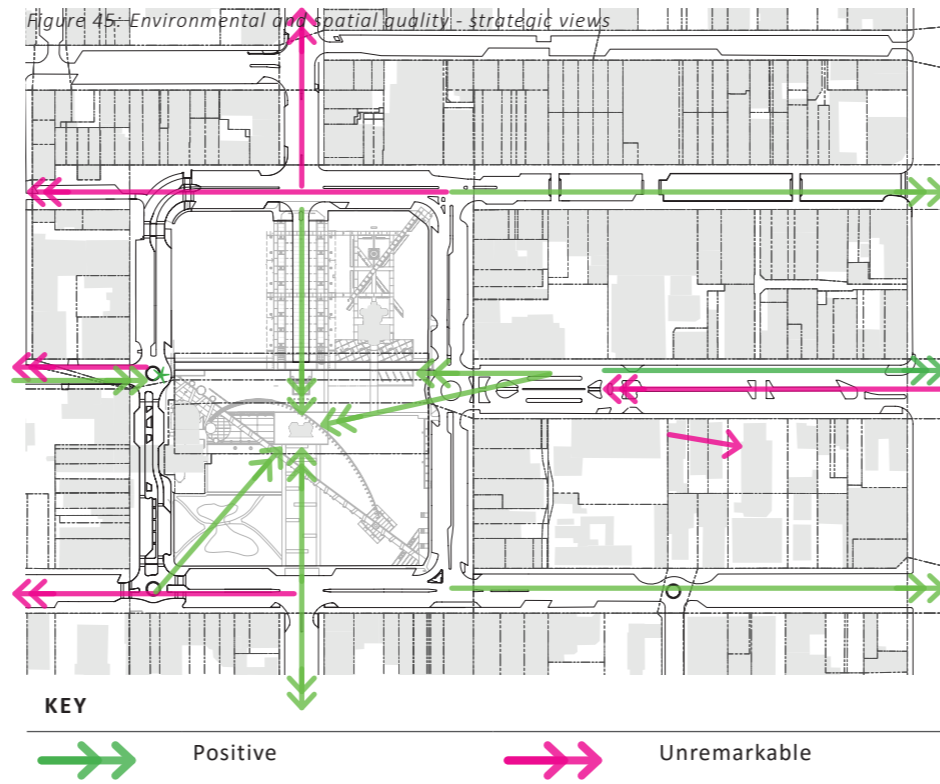 Figure 45: Environmental and spatial quality - strategic views
KEY
Positive
Unremarkable